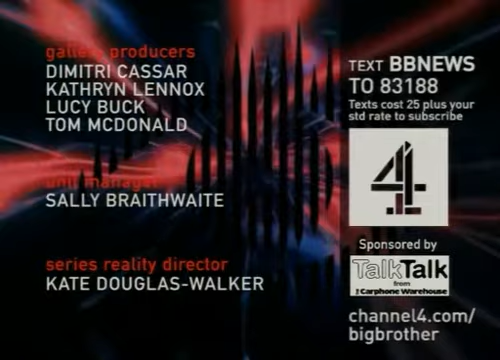 gallery producers
DIMITRI CASSAR
KATHRYN LENNOX
LUCY BUCK
TOM MCDONALD
unit manager
SALLY BRAITHWAITE
series reality director
KATE DOUGLAS-WALKER
TEXT BBNEWS
TO 83188
Texts cost 25 plus your
std rate to subscribe
4
Sponsored by
TalkTalk
from
The Carphone Warehouse
channel4.com/
bigbrother